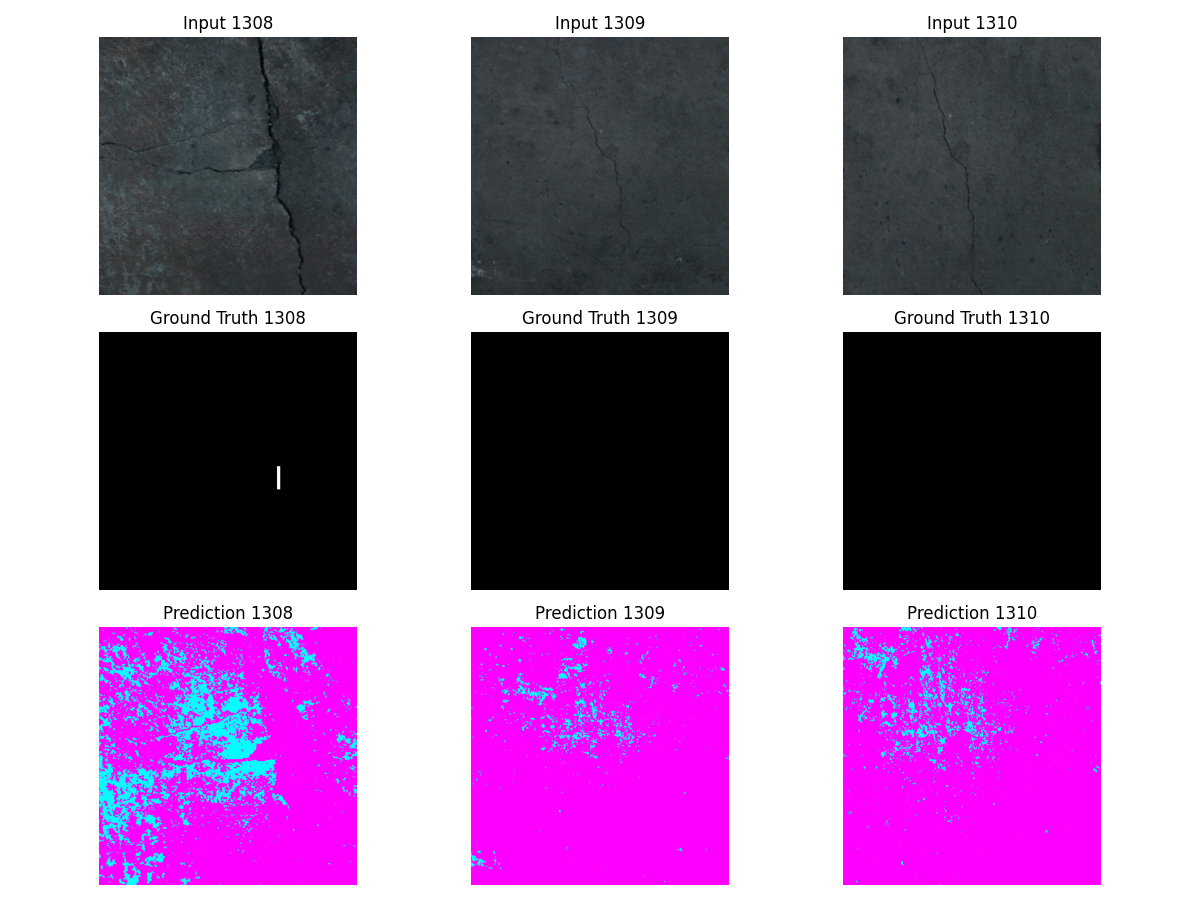 Input 1308
Input 1309
Input 1310
Ground Truth 1308
Ground Truth 1309
Ground Truth 1310
Prediction 1308
Prediction 1309
Prediction 1310